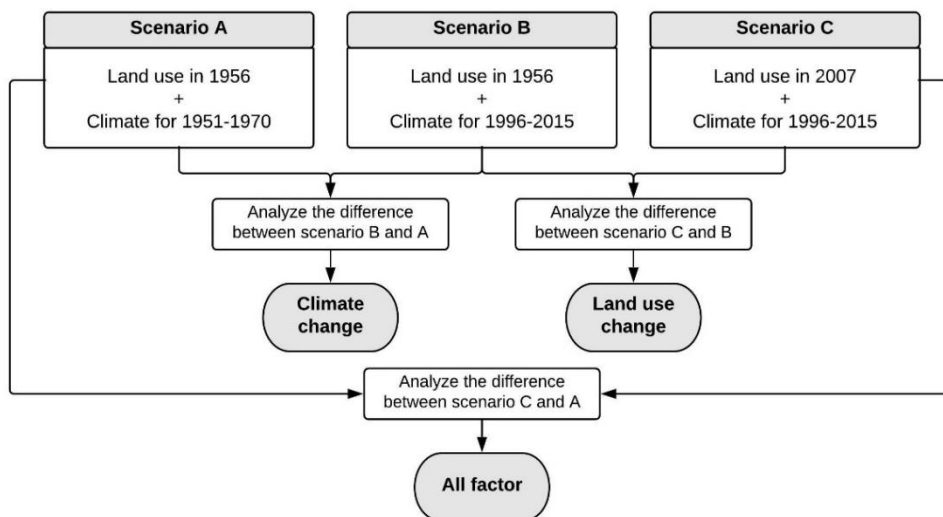 Scenario A
Land use in 1956
+
Climate for 1951-1970
Scenario B
Land use in 1956
+
Climate for 1996-2015
Scenario C
Land use in 2007
+
Climate for 1996-2015
Analyze the difference
between scenario B and A
Analyze the difference
between scenario C and B
Climate
change
Land use
change
Analyze the difference
between scenario C and A
All factor